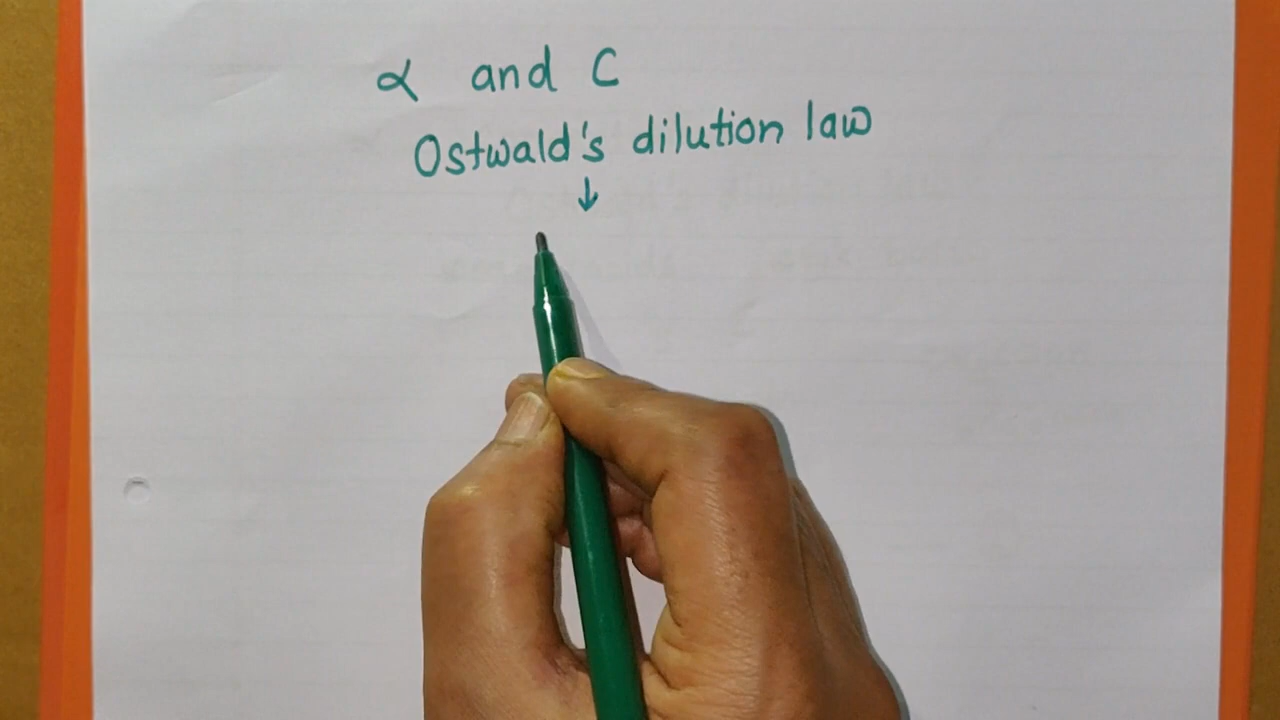 α and C
Ostwald's dilution law
↓